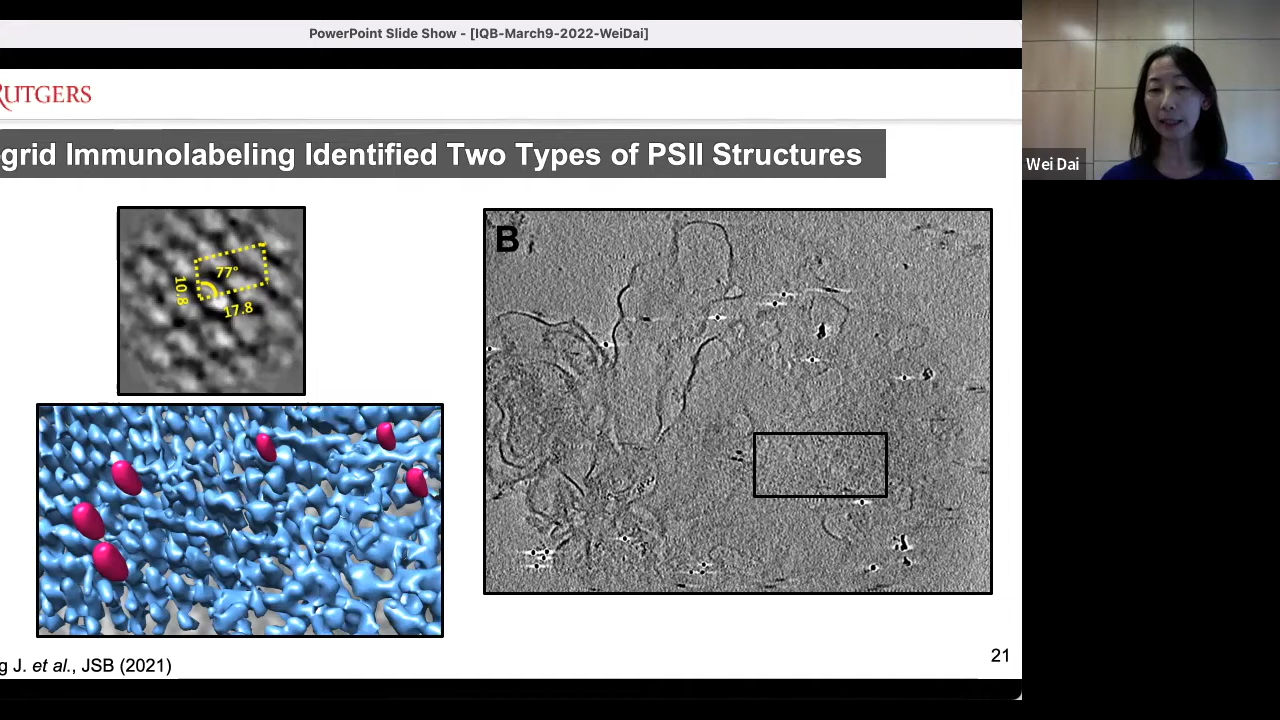 PowerPoint Slide Show - [IQB-March9-2022-WeiDai]
RUTGERS
grid Immunolabeling Identified Two Types of PSII Structures
77°
10.8
17.8
B
Wei Dai
g J. et al., JSB (2021)
21